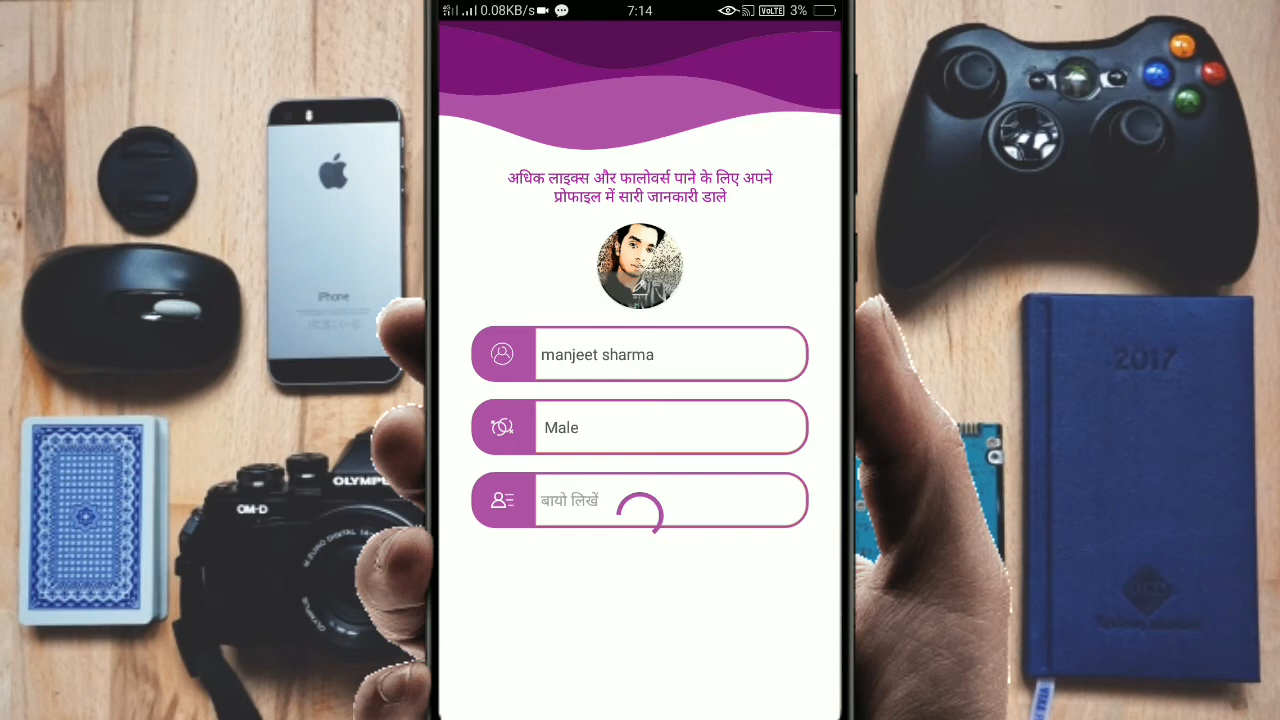 0.08KB/s
7:14
VoLTE
3%
अधिक लाइक्स और फालोवर्स पाने के लिए अपने
प्रोफाइल में सारी जानकारी डाले
manjeet sharma
Male
बायो लिखें
iPhone
OLYMPUS
OM-D
2017